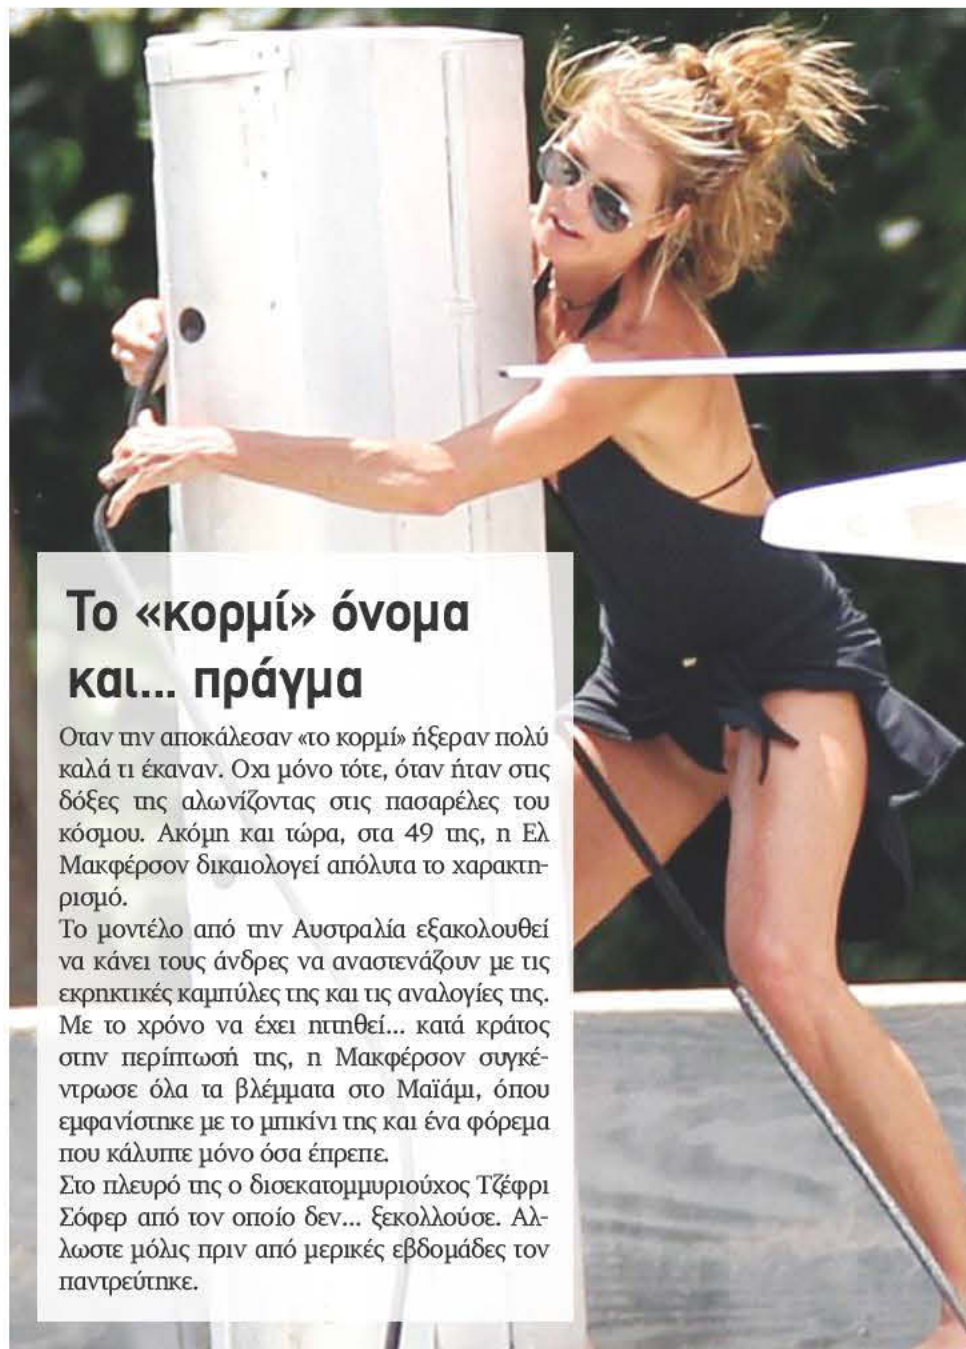 Το «κορμί» όνομα
και... πράγμα
Οταν την αποκάλεσαν «το κορμί» ήξεραν πολύ
καλά τι έκαναν. Οχι μόνο τότε, όταν ήταν στις
δόξες της αλωνίζοντας στις πασαρέλες του
κόσμου. Ακόμη και τώρα, στα 49 της, η Ελ
Μακφέρσον δικαιολογεί απόλυτα το χαρακτη-
ρισμό.
Το μοντέλο από την Αυστραλία εξακολουθεί
να κάνει τους άνδρες να αναστενάζουν με τις
εκρηκτικές καμπύλες της και τις αναλογίες της.
Με το χρόνο να έχει ηττηθεί... κατά κράτος
στην περίπτωσή της, η Μακφέρσον συγκέ-
ντρωσε όλα τα βλέμματα στο Μαϊάμι, όπου
εμφανίστηκε με το μπικίνι της και ένα φόρεμα
που κάλυπτε μόνο όσα έπρεπε.
Στο πλευρό της ο δισεκατομμυριούχος Τζέφρι
Σόφερ από τον οποίο δεν... ξεκολλούσε. Αλ-
λωστε μόλις πριν από μερικές εβδομάδες τον
παντρεύτηκε.